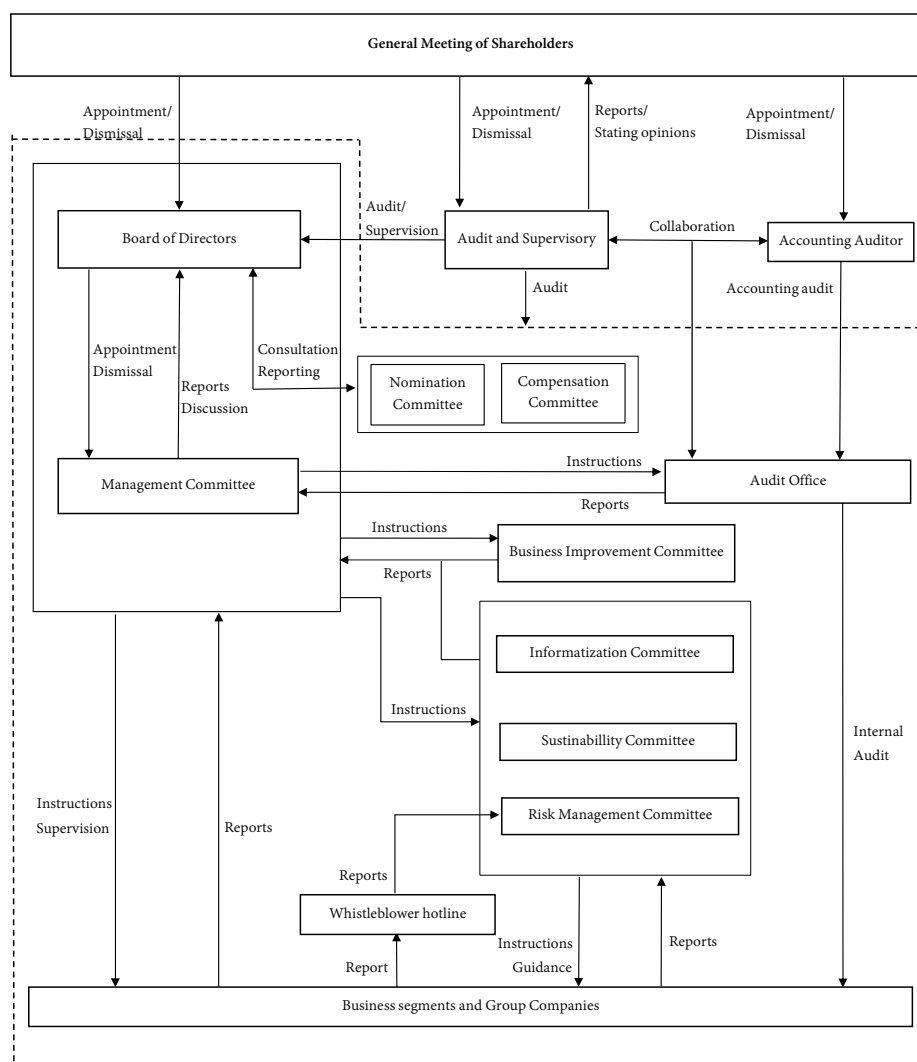 General Meeting of Shareholders
Appointment/
Dismissal
Appointment/
Dismissal
Reports/
Stating opinions
Appointment/
Dismissal
Board of Directors
Audit/
Supervision
Audit and Supervisory
Collaboration
Accounting Auditor
Audit
Accounting audit
Appointment
Dismissal
Reports
Discussion
Consultation
Reporting
Nomination
Committee
Compensation
Committee
Management Committee
Instructions
Reports
Audit Office
Instructions
Reports
Business Improvement Committee
Informatization Committee
Instructions
Sustinabillity Committee
Internal
Audit
Instructions
Supervision
Reports
Risk Management Committee
Reports
Whistleblower hotline
Report
Instructions
Guidance
Reports
Business segments and Group Companies